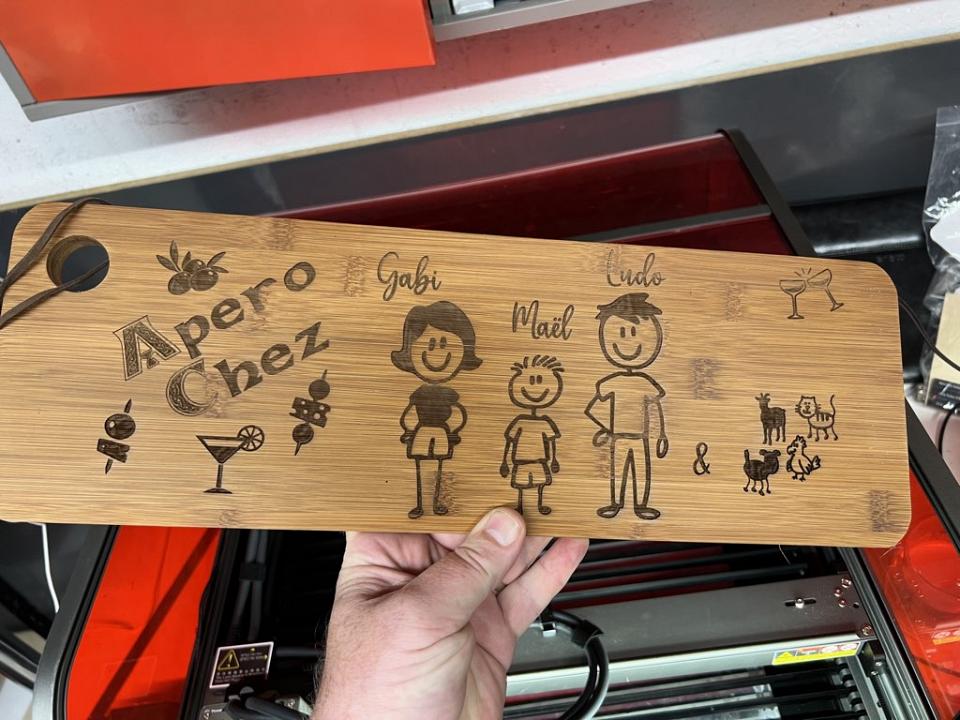 Apero
Chez
Gabi
Maël
Ludo
&